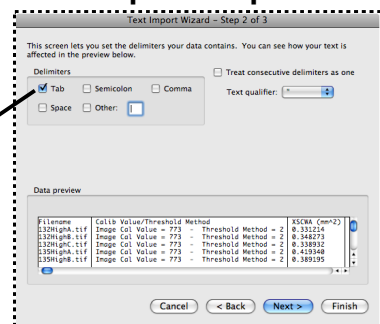 Text Import Wizard – Step 2 of 3
This screen lets you set the delimiters your data contains. You can see how your text is
affected in the preview below.
Delimiters
Tab Semicolon Comma
Space Other:
Treat consecutive delimiters as one
Text qualifier: "
Data preview
Filename Calib Value/Threshold Method XSCWA (mm^2)
132HighA.tif Image Cal Value = 773 - Threshold Method = 2 0.331214
132HighB.tif Image Cal Value = 773 - Threshold Method = 2 0.348273
132HighC.tif Image Cal Value = 773 - Threshold Method = 2 0.338932
135HighA.tif Image Cal Value = 773 - Threshold Method = 2 0.419340
135HighB.tif Image Cal Value = 773 - Threshold Method = 2 0.389195
Cancel < Back Next > Finish